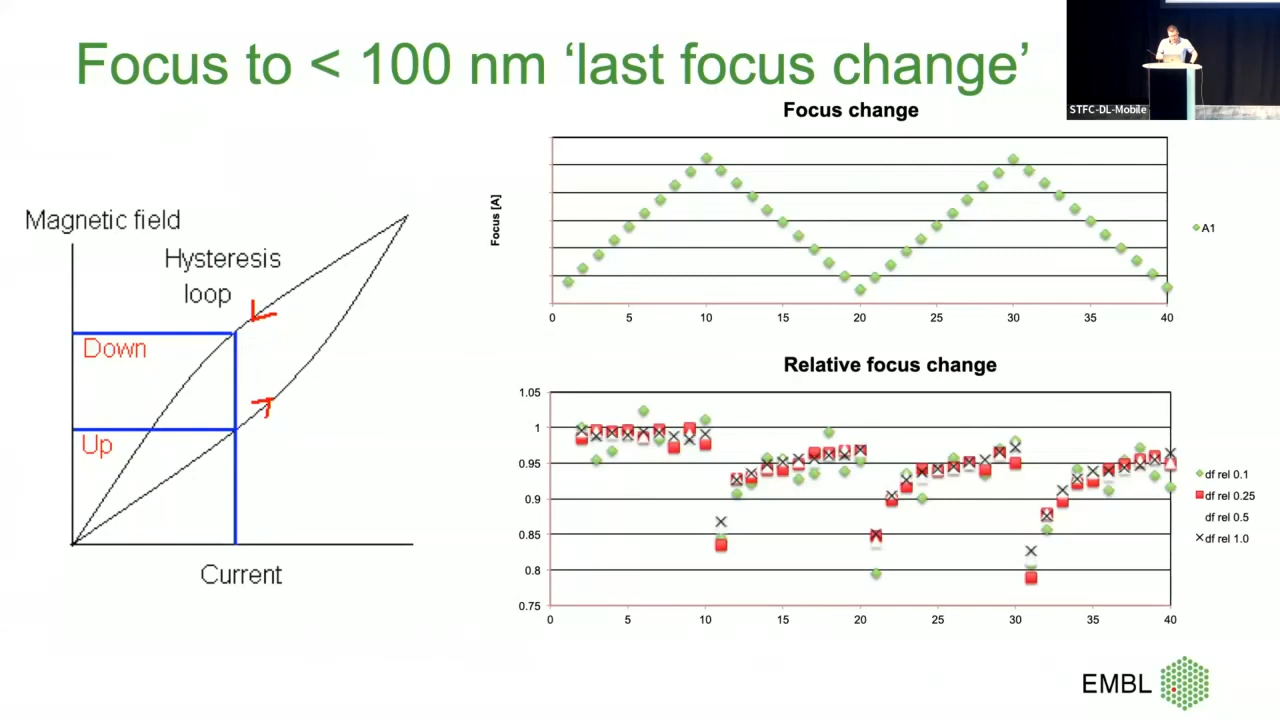 Focus to < 100 nm ‘last focus change’
STFC-DL-Mobile
Magnetic field
Hysteresis
loop
Down
Up
Current
Focus change
Focus [A]
0 5 10 15 20 25 30 35 40
A1
Relative focus change
1.05
1
0.95
0.9
0.85
0.8
0.75
0 5 10 15 20 25 30 35 40
df rel 0.1
df rel 0.25
df rel 0.5
df rel 1.0
EMBL